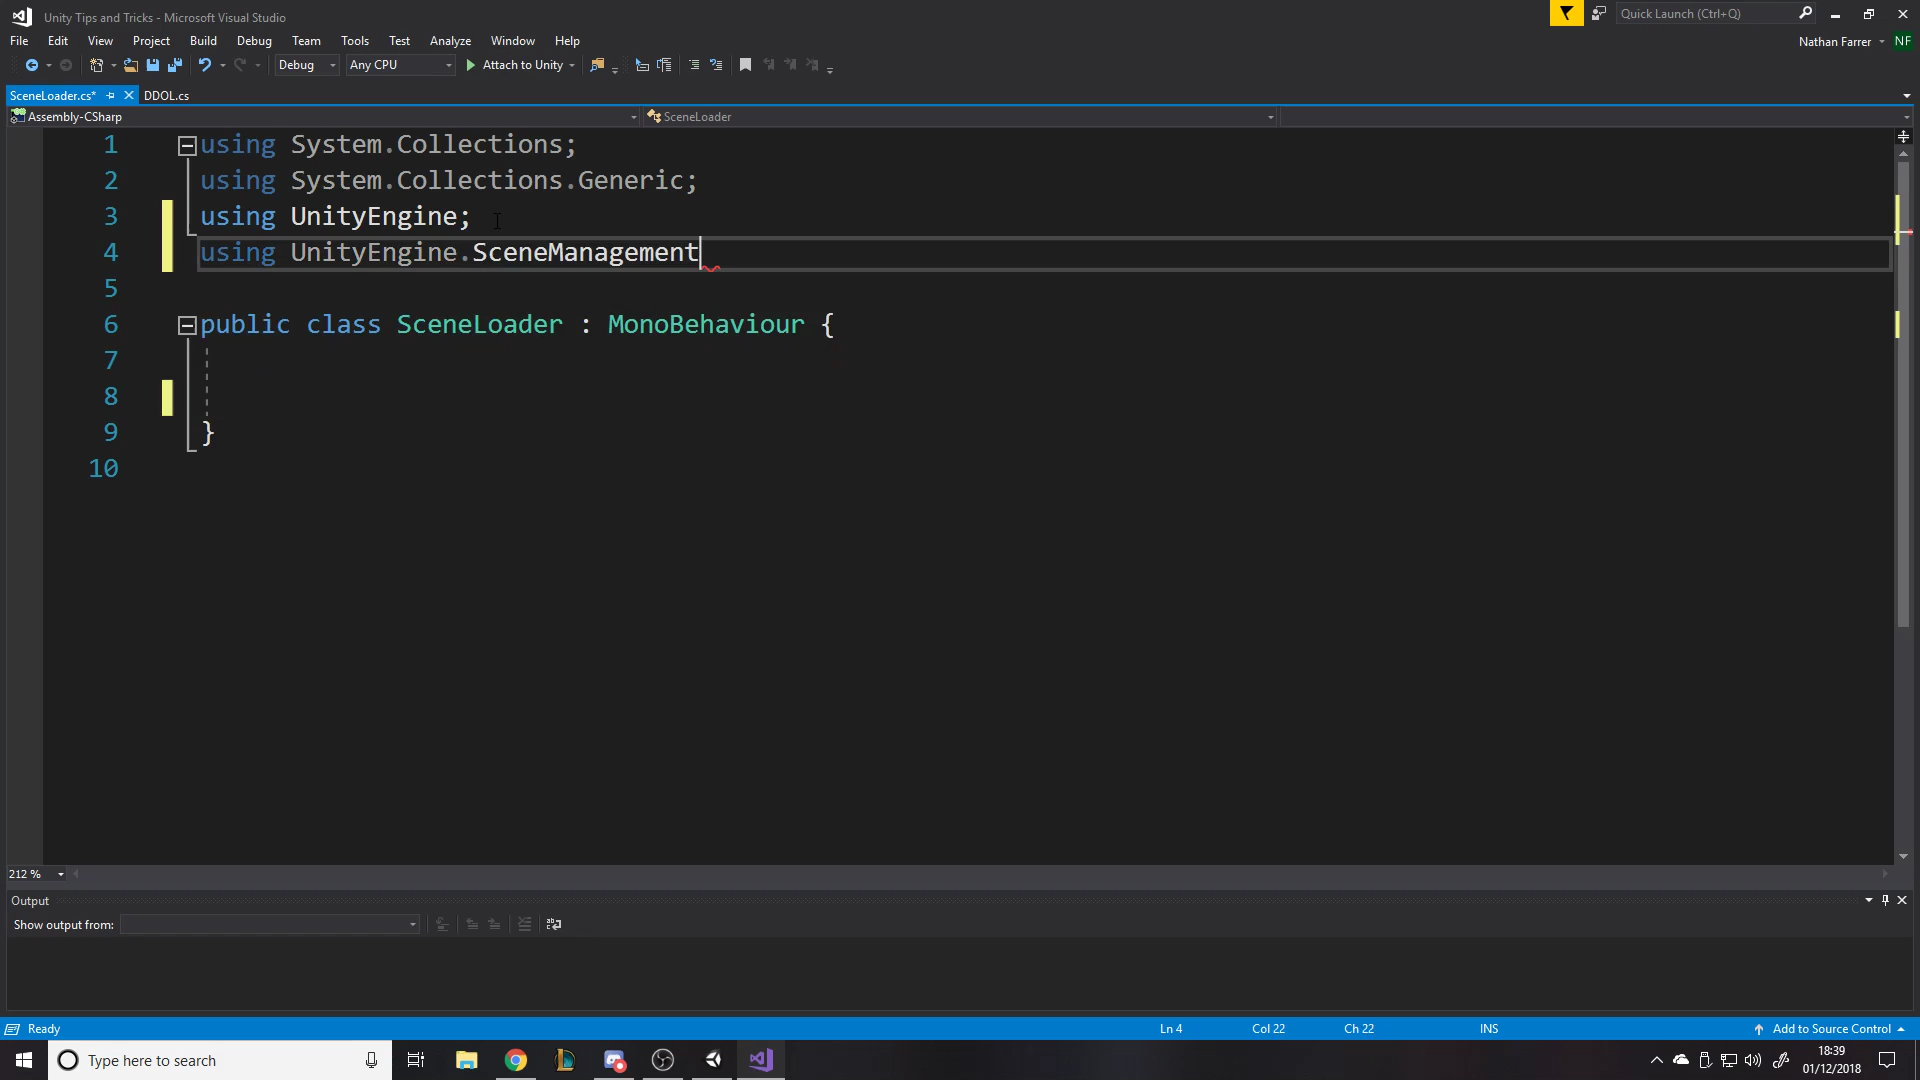 Unity Tips and Tricks - Microsoft Visual Studio
Quick Launch (Ctrl+Q)
File Edit View Project Build Debug Team Tools Test Analyze Window Help
Nathan Farrer NF
Debug Any CPU Attach to Unity
SceneLoader.cs* DDOL.cs
Assembly-CSharp SceneLoader
1 using System.Collections;
2 using System.Collections.Generic;
3 using UnityEngine;
4 using UnityEngine.SceneManagement
5
6 public class SceneLoader : MonoBehaviour {
7
8
9 }
10
212 %
Output
Show output from:
Ready Ln 4 Col 22 Ch 22 INS Add to Source Control
Type here to search
18:39
01/12/2018